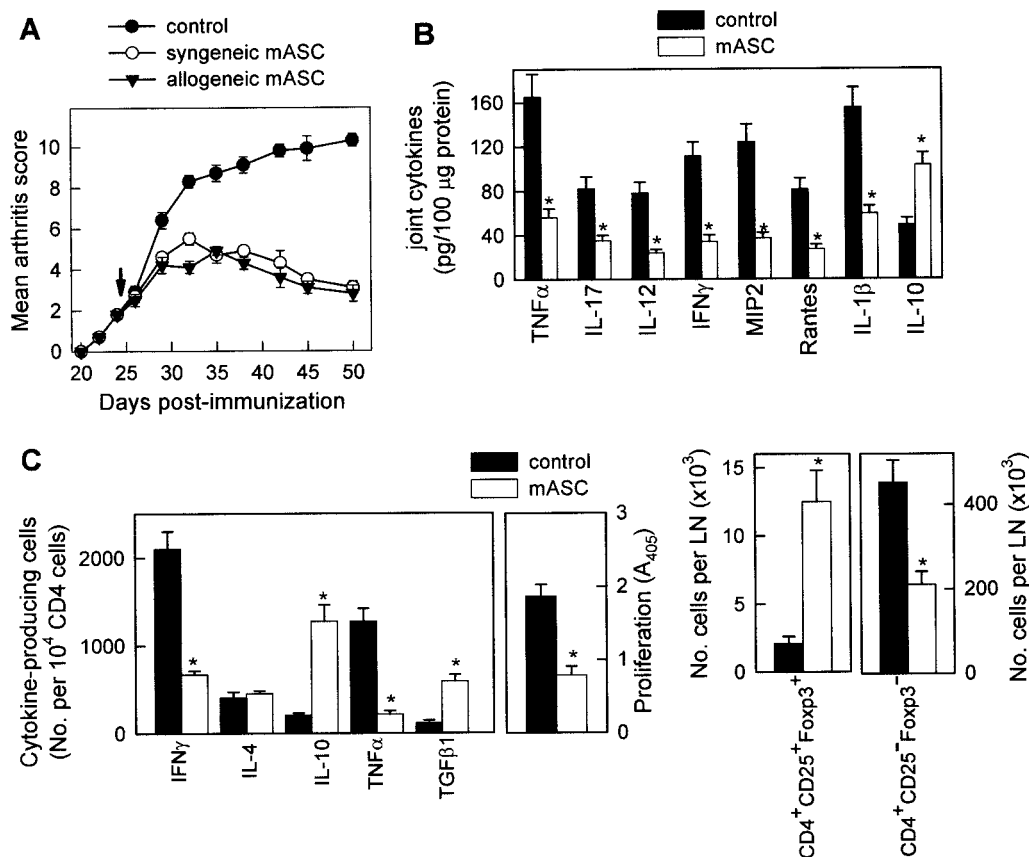 A
control
syngeneic mASC
allogeneic mASC
Mean arthritis score
10
8
6
4
2
0
20 25 30 35 40 45 50
Days post-immunization
B
control
mASC
joint cytokines
(pg/100 μg protein)
160
120
80
40
0
* * * * * * * *
TNFα IL-17 IL-12 IFNγ MIP2 Rantes IL-1β IL-10
C
control
mASC
Cytokine-producing cells
(No. per 10⁴ CD4 cells)
2000
1000
0
* * * *
IFNγ IL-4 IL-10 TNFα TGFβ1
*
3
2
1
0
Proliferation (A₄₀₅)
No. cells per LN (x10³)
15
10
5
0
*
CD4⁺CD25⁺Foxp3⁺
*
400
200
0
No. cells per LN (x10³)
CD4⁺CD25⁻Foxp3⁻